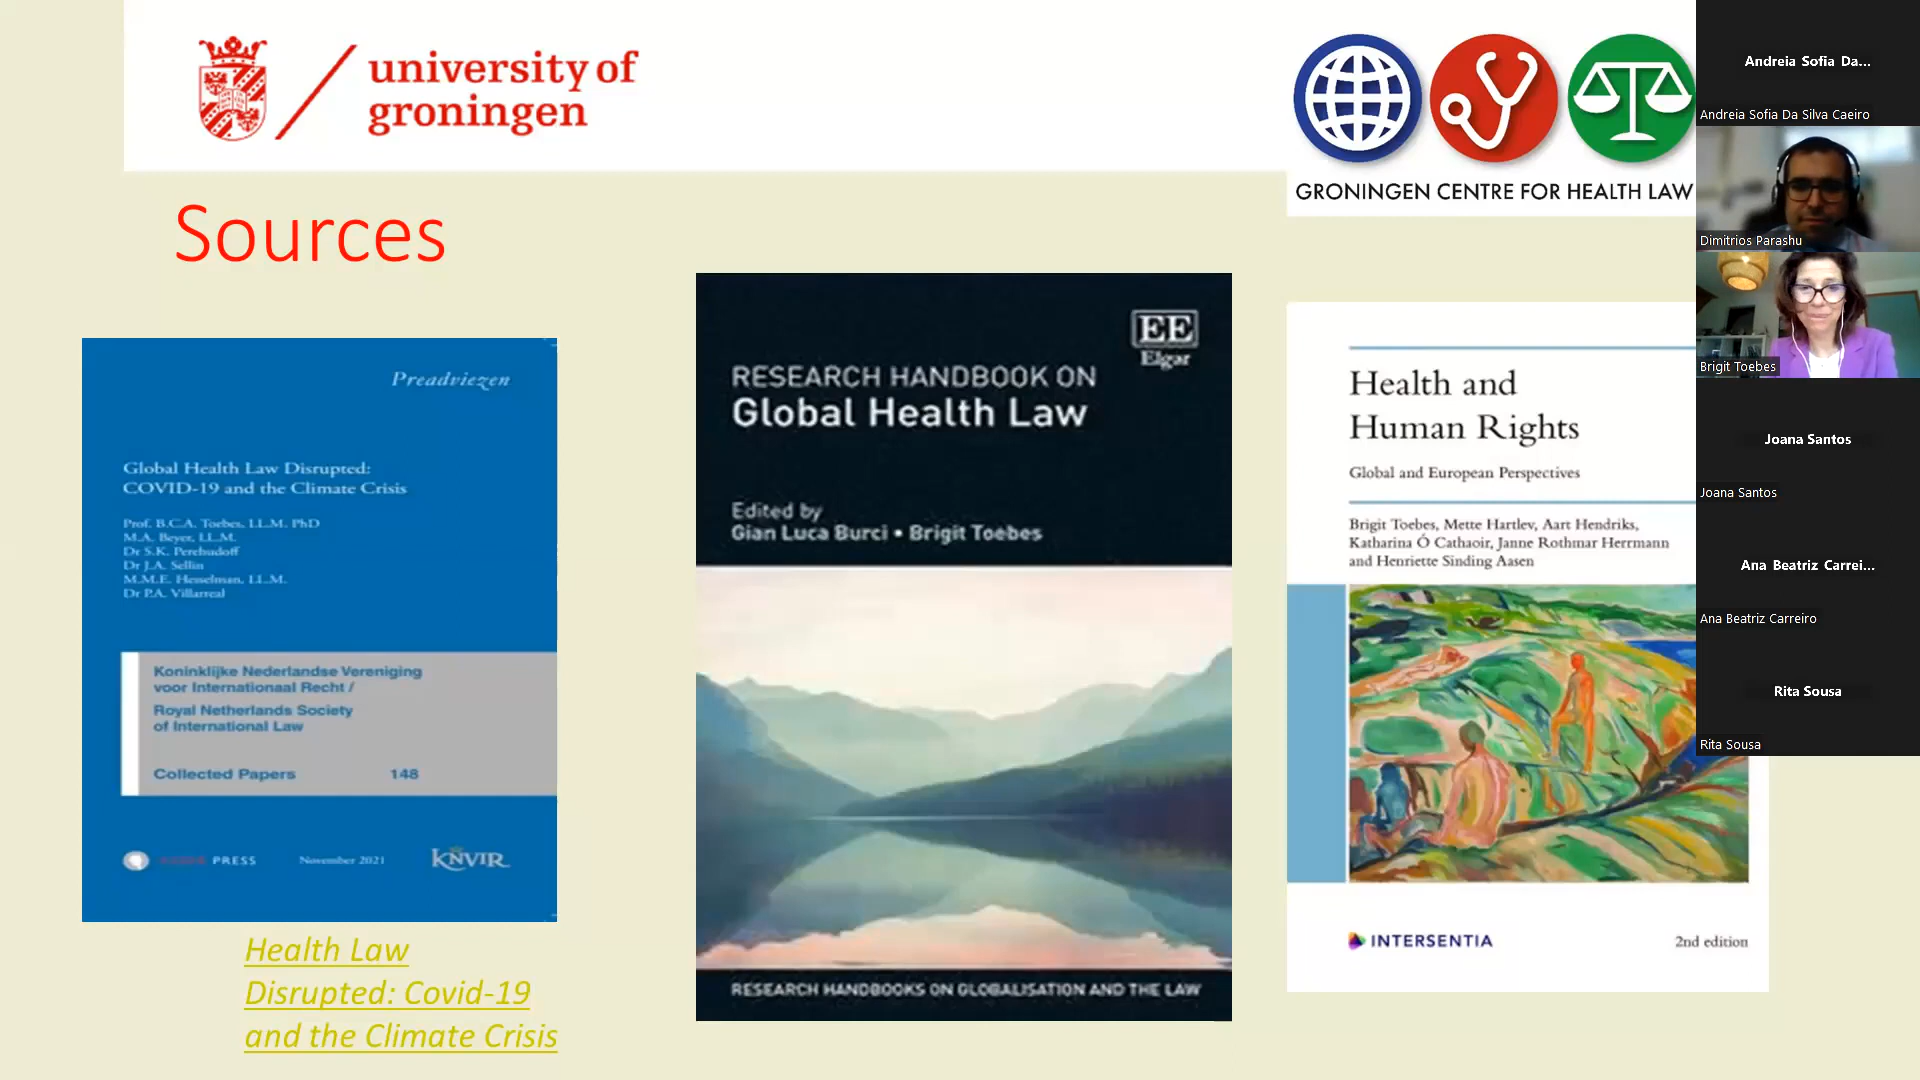 university of
groningen
GRONINGEN CENTRE FOR HEALTH LAW
Sources
Preadviezen
Global Health Law Disrupted:
COVID-19 and the Climate Crisis
Prof. B.C.A. Toebes, LL.M, PhD
M.A. Beyer, LL.M.
Dr S.K. Perehudoff
Dr J.A. Sellin
M.M.E. Hesselman, LL.M.
Dr P.A. Villarreal
Koninklijke Nederlandse Vereniging
voor Internationaal Recht /
Royal Netherlands Society
of International Law
Collected Papers 148
PRESS November 2021 KNVIR
Health Law
Disrupted: Covid-19
and the Climate Crisis
EE
Elgar
RESEARCH HANDBOOK ON
Global Health Law
Edited by
Gian Luca Burci • Brigit Toebes
RESEARCH HANDBOOKS ON GLOBALISATION AND THE LAW
Health and
Human Rights
Global and European Perspectives
Brigit Toebes, Mette Hartlev, Aart Hendriks,
Katharina Ó Cathaoir, Janne Rothmar Herrmann
and Henriette Sinding Aasen
INTERSENTIA 2nd edition
Andreia Sofia Da...
Andreia Sofia Da Silva Caeiro
Dimitrios Parashu
Brigit Toebes
Joana Santos
Joana Santos
Ana Beatriz Carrei...
Ana Beatriz Carreiro
Rita Sousa
Rita Sousa